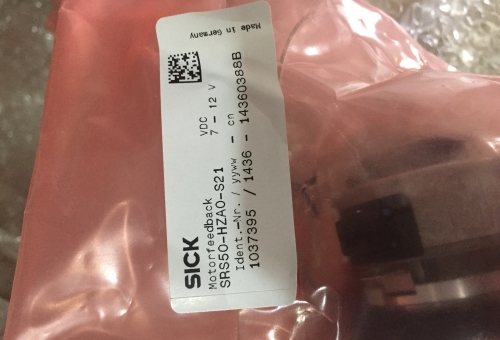 SICK
Motorfeedback VDC
SRS50-HZA0-S21 7 - 12 V
Ident.-Nr. / yyww - cn
1037395 / 1436 - 14360388B
Made in Germany